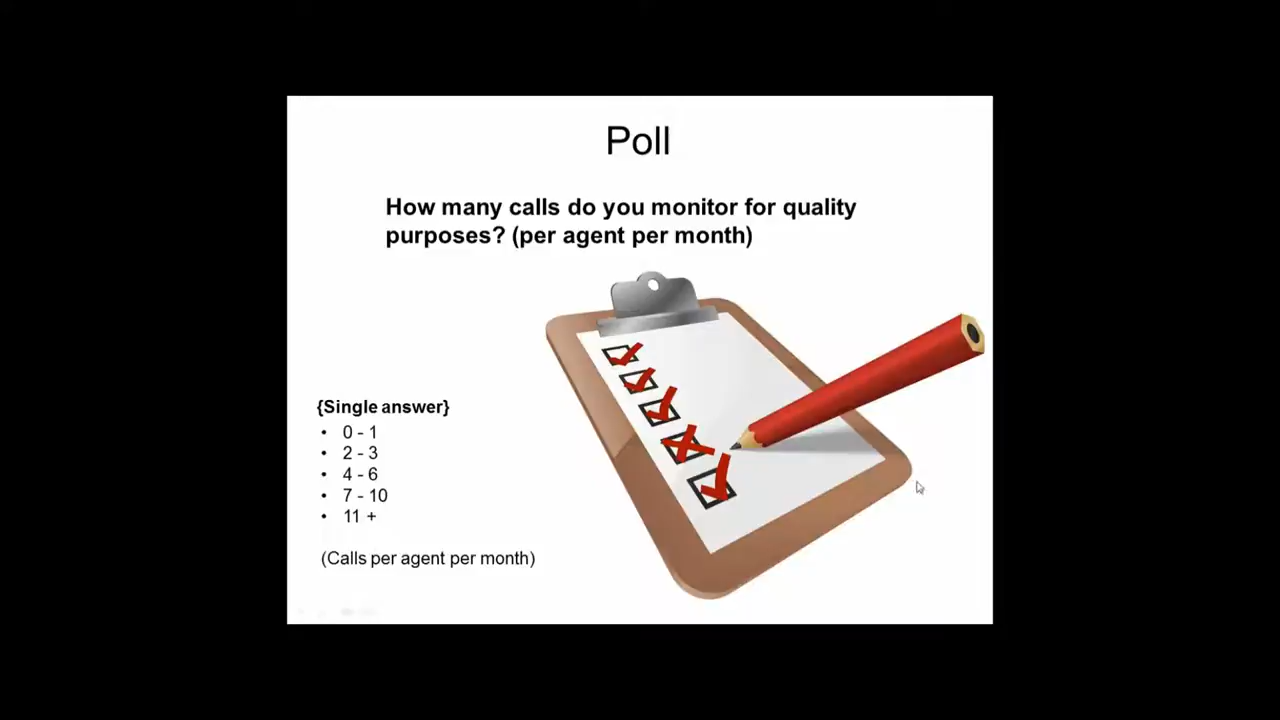 Poll
How many calls do you monitor for quality
purposes? (per agent per month)
{Single answer}
• 0 - 1
• 2 - 3
• 4 - 6
• 7 - 10
• 11 +
(Calls per agent per month)